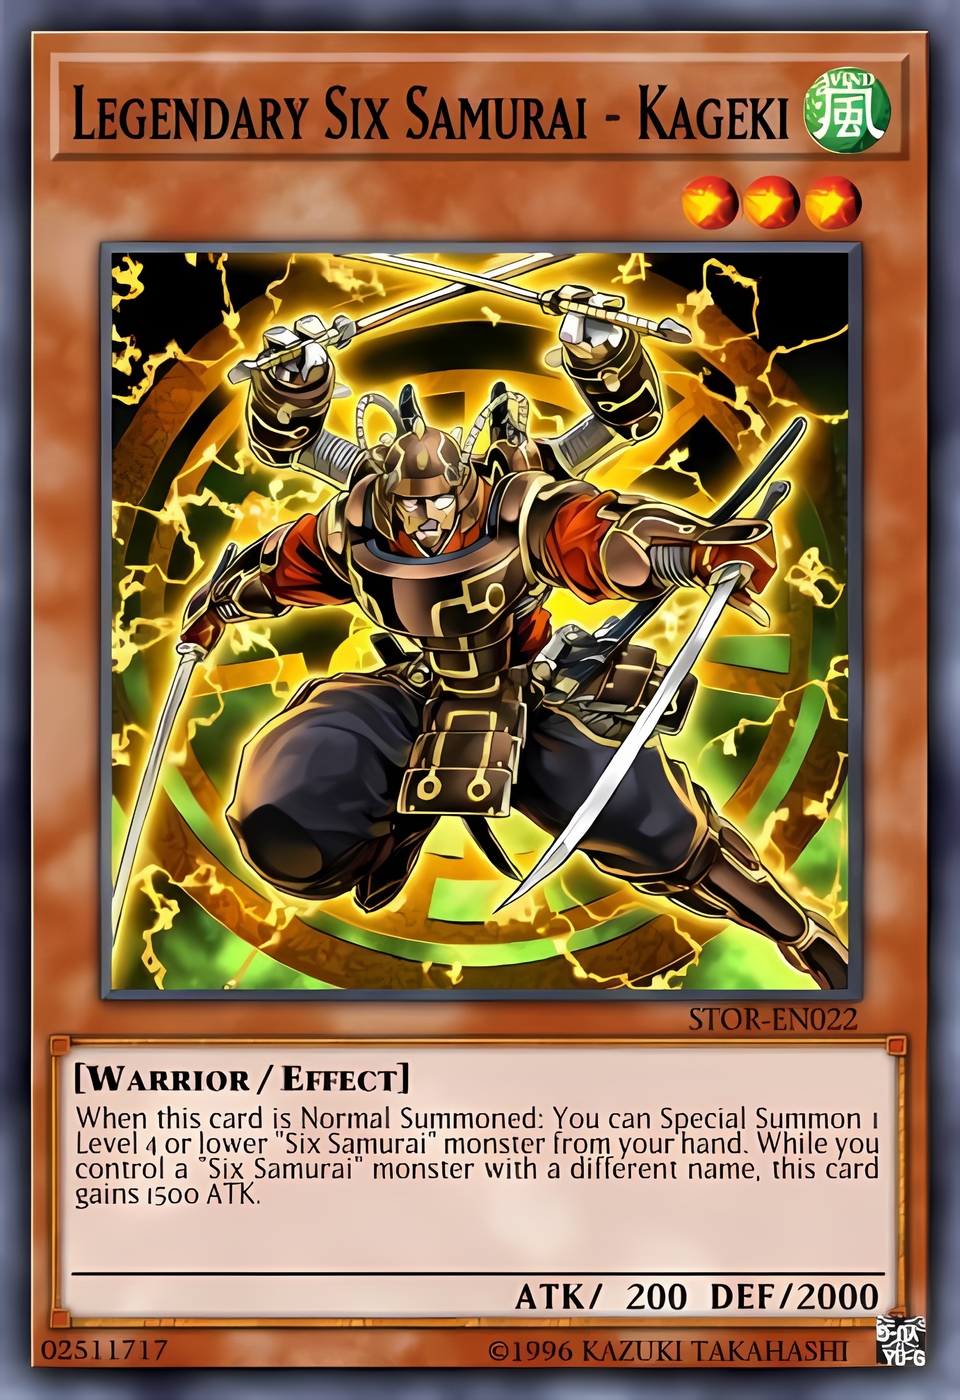 LEGENDARY SIX SAMURAI - KAGEKI
風
STOR-EN022
[WARRIOR / EFFECT]
When this card is Normal Summoned: You can Special Summon 1
Level 4 or lower "Six Samurai" monster from your hand. While you
control a "Six Samurai" monster with a different name, this card
gains 1500 ATK.
ATK/ 200 DEF/2000
02511717
©1996 KAZUKI TAKAHASHI